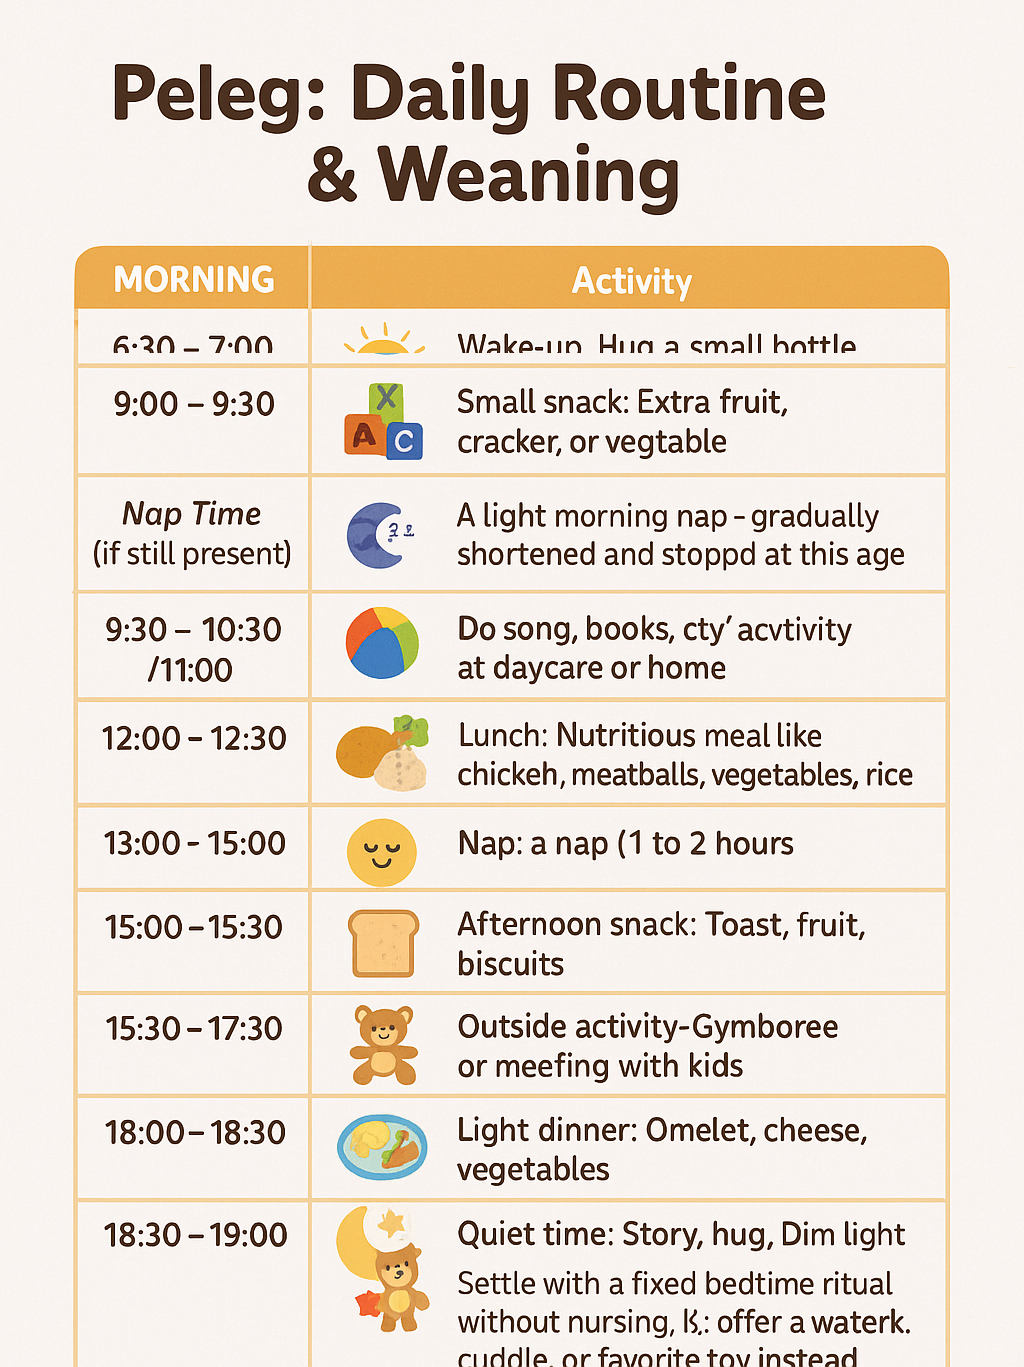 Peleg: Daily Routine
& Weaning
MORNING
Activity
6:30 – 7:00
Wake-up. Hug a small bottle
9:00 – 9:30
X
A C
Small snack: Extra fruit,
cracker, or vegtable
Nap Time
(if still present)
A light morning nap - gradually
shortened and stoppd at this age
9:30 – 10:30
/11:00
Do song, books, cty’ acvtivity
at daycare or home
12:00 – 12:30
Lunch: Nutritious meal like
chickeh, meatballs, vegetables, rice
13:00 - 15:00
Nap: a nap (1 to 2 hours
15:00 – 15:30
Afternoon snack: Toast, fruit,
biscuits
15:30 – 17:30
Outside activity-Gymboree
or meefing with kids
18:00 – 18:30
Light dinner: Omelet, cheese,
vegetables
18:30 – 19:00
Quiet time: Story, hug, Dim light
Settle with a fixed bedtime ritual
without nursing, offer a waterk.
cuddle, or favorite toy instead